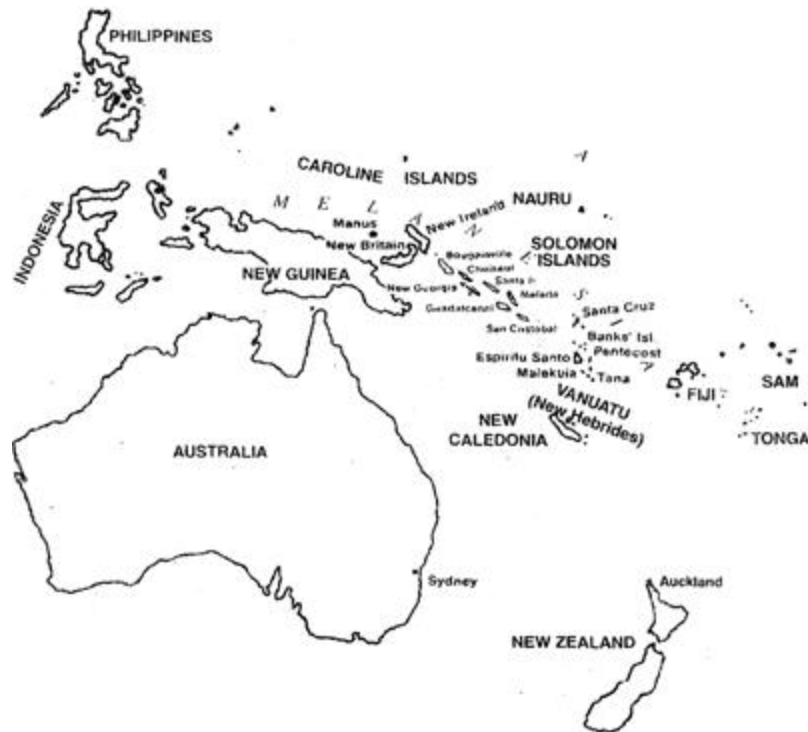 PHILIPPINES
CAROLINE ISLANDS
INDONESIA
M E L A N
NAURU
New Ireland
Manus
New Britain
SOLOMON
ISLANDS
Bougainville
Choiseul
NEW GUINEA
New Georgia
Malaita
Guadalcanal
San Cristobal
Santa Cruz
Banks' Isl.
Pentecost
Espiritu Santo
Malekula
Tana
FIJI
SAM
VANUATU
(New Hebrides)
NEW
CALEDONIA
TONGA
AUSTRALIA
Sydney
Auckland
NEW ZEALAND